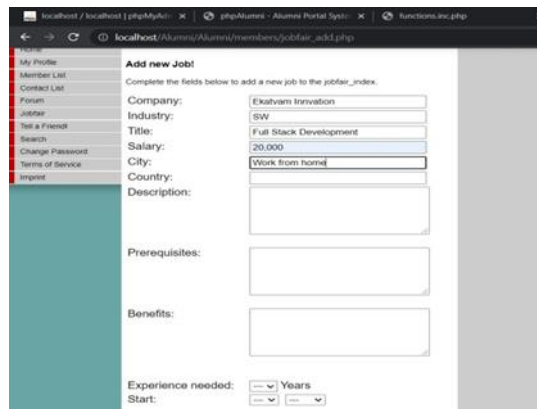 localhost / localhost | phpMyAd
phpAlumni - Alumni Portal Syste
functions.inc.php
localhost/Alumni/Alumni/members/jobfair_add.php
Home
My Profile
Member List
Contact List
Forum
Jobfair
Tell a Friend!
Search
Change Password
Terms of Service
Imprint
Add new Job!
Complete the fields below to add a new job to the jobfair_index.
Company: Ekatvam Innvation
Industry: SW
Title: Full Stack Development
Salary: 20,000
City: Work from home
Country:
Description:
Prerequisites:
Benefits:
Experience needed: --- Years
Start: --- ---